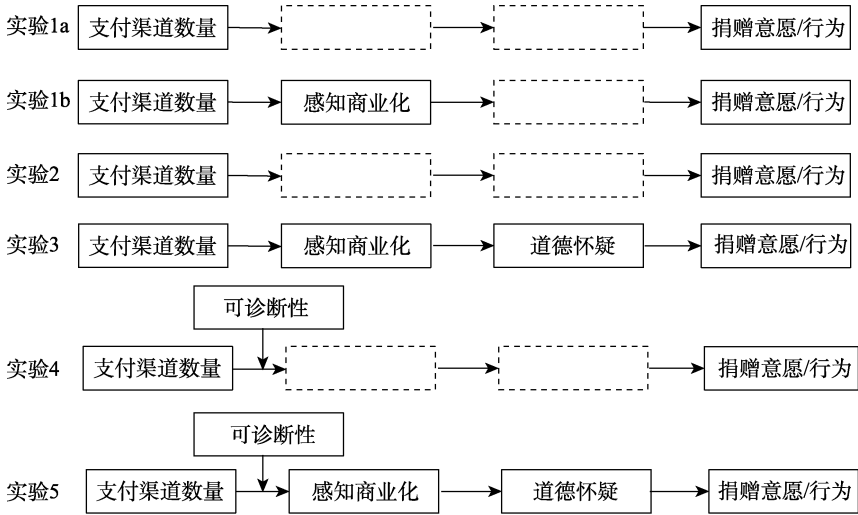 实验1a 支付渠道数量 捐赠意愿/行为
实验1b 支付渠道数量 感知商业化 捐赠意愿/行为
实验2 支付渠道数量 捐赠意愿/行为
实验3 支付渠道数量 感知商业化 道德怀疑 捐赠意愿/行为
可诊断性
实验4 支付渠道数量 捐赠意愿/行为
可诊断性
实验5 支付渠道数量 感知商业化 道德怀疑 捐赠意愿/行为